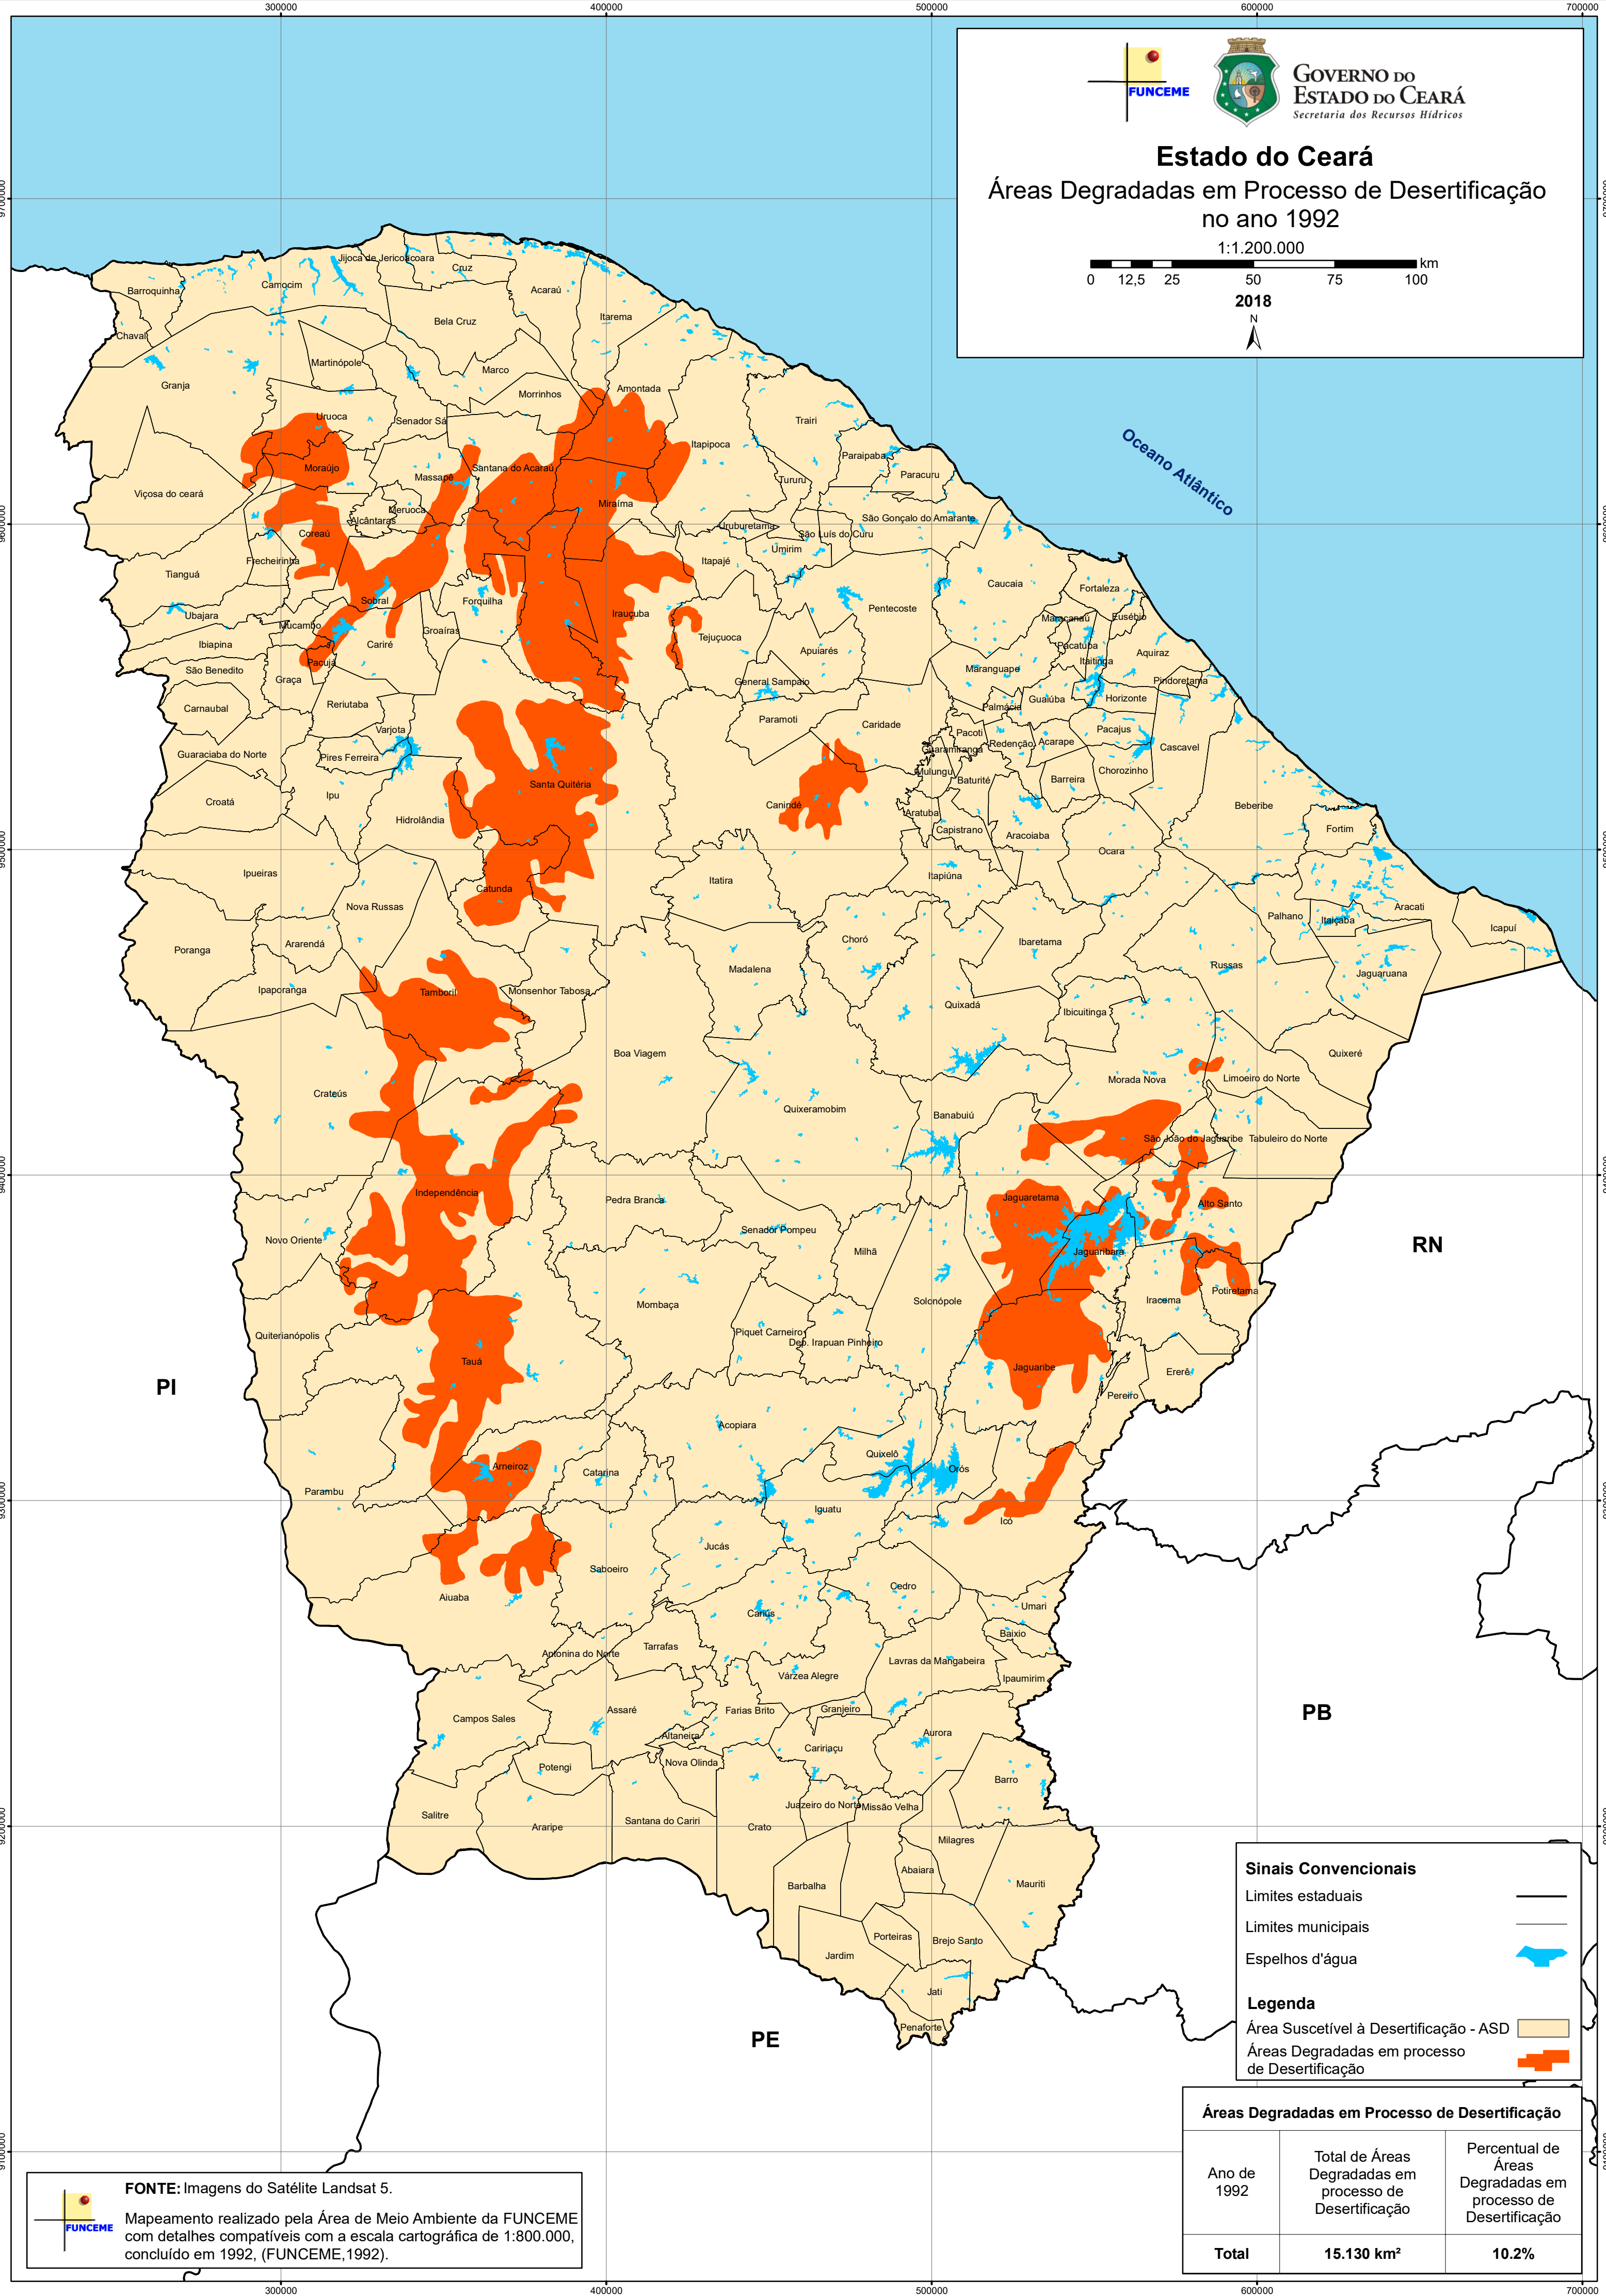 300000
400000
500000
600000
700000
FUNCEME
GOVERNO DO
ESTADO DO CEARÁ
Secretaria dos Recursos Hídricos
Estado do Ceará
Áreas Degradadas em Processo de Desertificação
no ano 1992
1:1.200.000
km
0 12,5 25 50 75 100
2018
N
9700000
9600000
9500000
9400000
9300000
9200000
9100000
Oceano Atlântico
Jijoca de Jericoacoara
Cruz
Barroquinha
Camocim
Acaraú
Itarema
Chaval
Bela Cruz
Martinópole
Marco
Granja
Morrinhos
Amontada
Uruoca
Senador Sá
Trairi
Itapipoca
Paraipaba
Moraújo
Santana do Acaraú
Massapê
Paracuru
Tururu
Viçosa do ceará
Miraíma
Meruoca
Alcântaras
São Gonçalo do Amarante
Uruburetama
São Luís do Curu
Coreaú
Umirim
Frecheirinha
Itapajé
Tianguá
Caucaia
Fortaleza
Sobral
Forquilha
Pentecoste
Ubajara
Irauçuba
Maracanaú
Eusébio
Mucambo
Groaíras
Tejuçuoca
Ibiapina
Cariré
Pacatuba
Apuiarés
Aquiraz
Itaitinga
Pacujá
São Benedito
Maranguape
Graça
General Sampaio
Pindoretama
Carnaubal
Reriutaba
Palmácia
Guaiúba
Horizonte
Paramoti
Caridade
Varjota
Pacoti
Pacajus
Guaraciaba do Norte
Pires Ferreira
Guaramiranga
Redenção
Acarape
Cascavel
Mulungu
Baturité
Barreira
Chorozinho
Santa Quitéria
Croatá
Ipu
Canindé
Beberibe
Hidrolândia
Aratuba
Capistrano
Aracoiaba
Fortim
Ocara
Ipueiras
Itatira
Itapiúna
Catunda
Nova Russas
Aracati
Palhano
Itaiçaba
Icapuí
Poranga
Ararendá
Choró
Ibaretama
Madalena
Russas
Jaguaruana
Ipaporanga
Tamboril
Monsenhor Tabosa
Quixadá
Ibicuitinga
Boa Viagem
Quixeré
Crateús
Morada Nova
Limoeiro do Norte
Quixeramobim
Banabuiú
São João do Jaguaribe
Tabuleiro do Norte
Independência
Pedra Branca
Jaguaretama
Alto Santo
Senador Pompeu
Novo Oriente
Milhã
Jaguaribara
RN
Mombaça
Solonópole
Iracema
Potiretama
Quiterianópolis
Piquet Carneiro
Dep. Irapuan Pinheiro
Tauá
Jaguaribe
Ererê
PI
Pereiro
Acopiara
Quixelô
Arneiroz
Catarina
Orós
Parambu
Iguatu
Icó
Jucás
Saboeiro
Cedro
Aiuaba
Umari
Cariús
Baixio
Antonina do Norte
Tarrafas
Lavras da Mangabeira
Várzea Alegre
Ipaumirim
Assaré
Farias Brito
Granjeiro
Campos Sales
PB
Altaneira
Aurora
Caririaçu
Potengi
Nova Olinda
Barro
Juazeiro do Norte
Missão Velha
Salitre
Araripe
Santana do Cariri
Crato
Milagres
Abaiara
Barbalha
Mauriti
Porteiras
Brejo Santo
Jardim
Jati
Penaforte
PE
Sinais Convencionais
Limites estaduais
Limites municipais
Espelhos d'água
Legenda
Área Suscetível à Desertificação - ASD
Áreas Degradadas em processo
de Desertificação
Áreas Degradadas em Processo de Desertificação
Ano de
1992
Total de Áreas
Degradadas em
processo de
Desertificação
Percentual de
Áreas
Degradadas em
processo de
Desertificação
Total 15.130 km² 10.2%
FUNCEME
FONTE: Imagens do Satélite Landsat 5.
Mapeamento realizado pela Área de Meio Ambiente da FUNCEME
com detalhes compatíveis com a escala cartográfica de 1:800.000,
concluído em 1992, (FUNCEME,1992).
300000
400000
500000
600000
700000